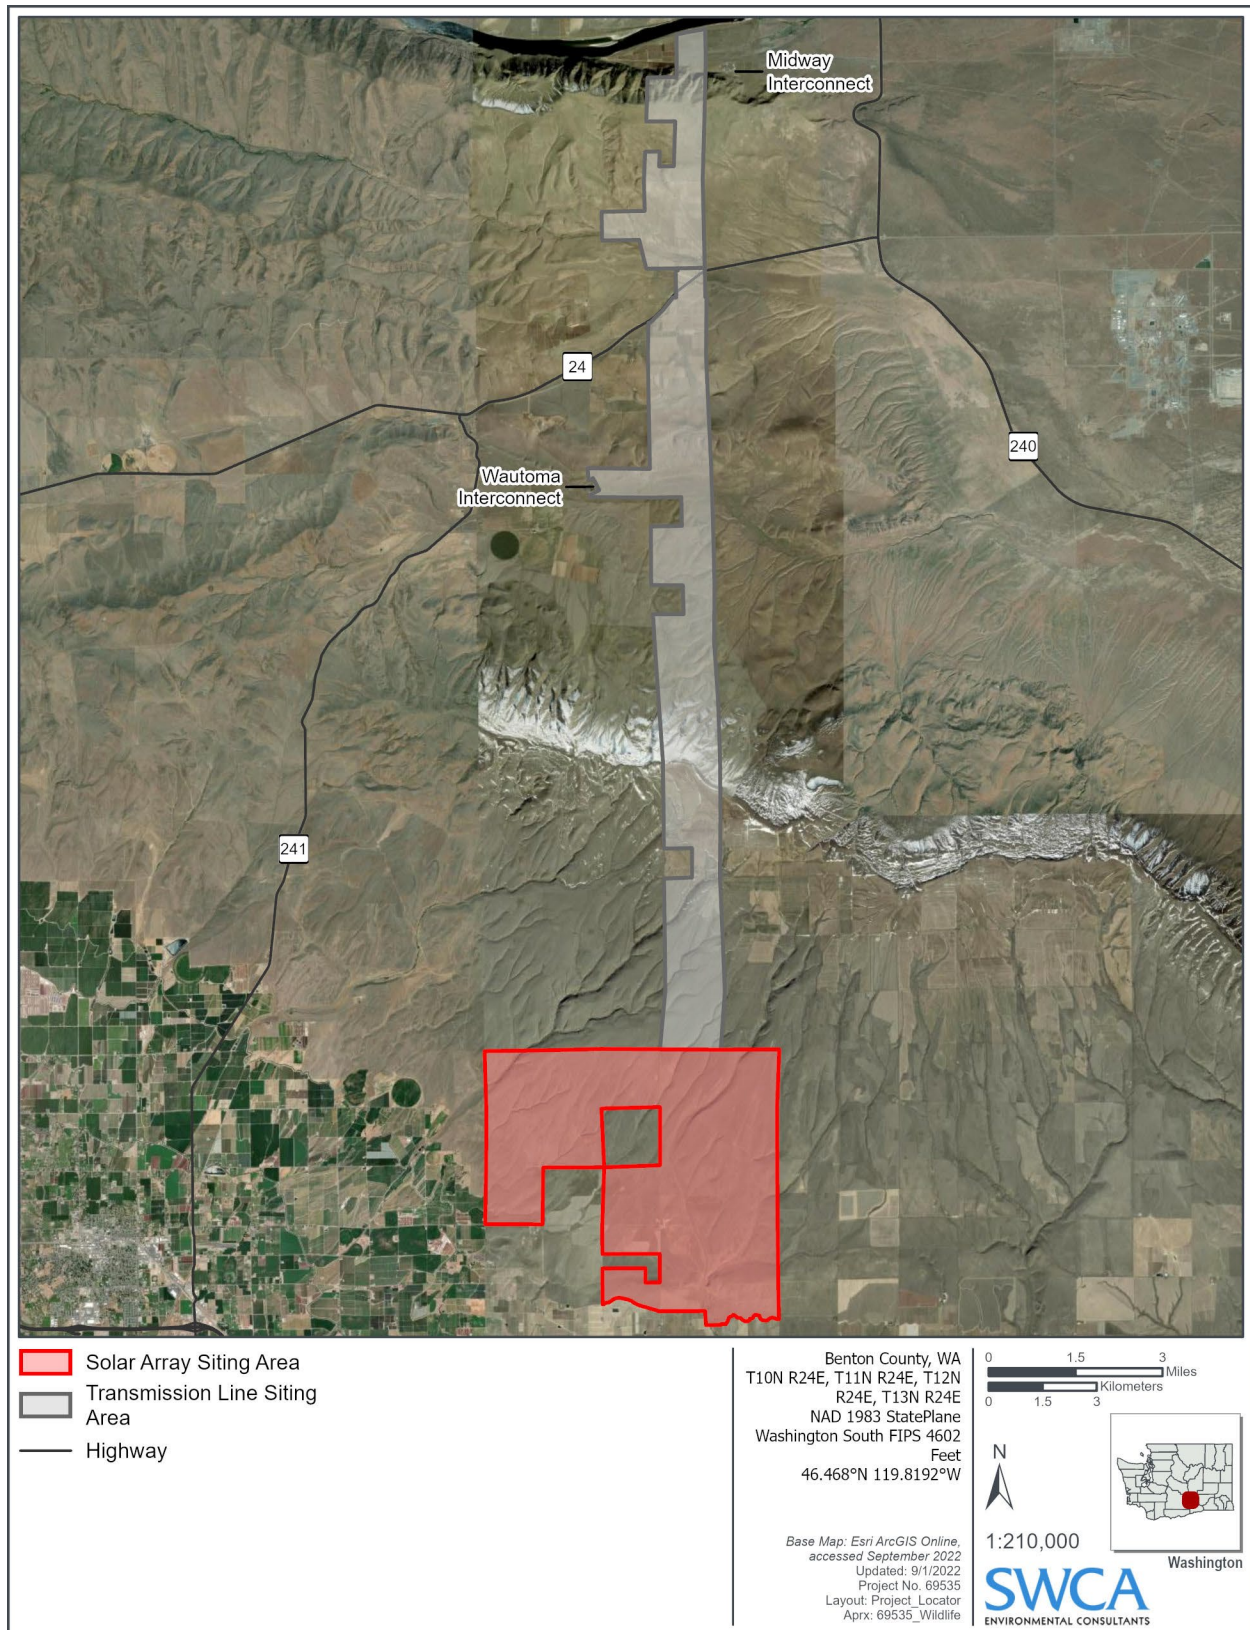 Midway
Interconnect
24
240
Wautoma
Interconnect
241
Solar Array Siting Area
Transmission Line Siting
Area
Highway
Benton County, WA
T10N R24E, T11N R24E, T12N
R24E, T13N R24E
NAD 1983 StatePlane
Washington South FIPS 4602
Feet
46.468°N 119.8192°W
Base Map: Esri ArcGIS Online,
accessed September 2022
Updated: 9/1/2022
Project No. 69535
Layout: Project_Locator
Aprx: 69535_Wildlife
0 1.5 3
Miles
Kilometers
0 1.5 3
N
1:210,000
Washington
SWCA
ENVIRONMENTAL CONSULTANTS